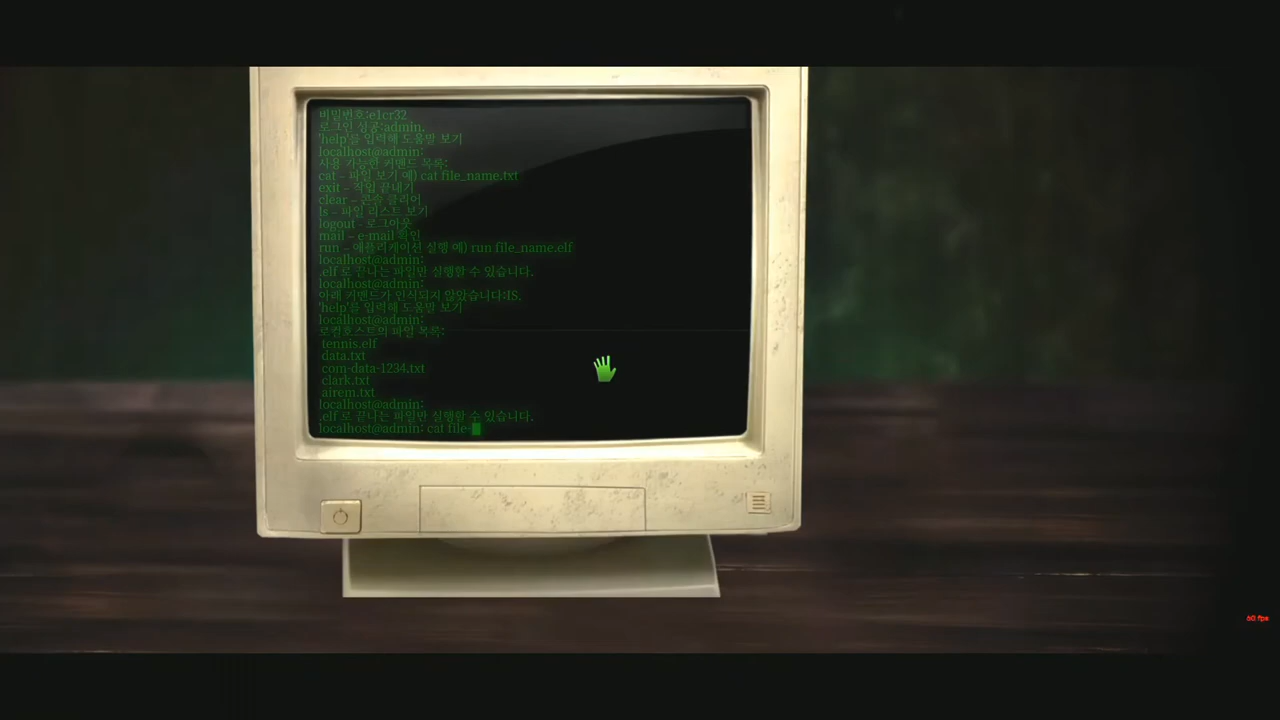 비밀번호:e1cr32
로그인 성공:admin,
'help'를 입력해 도움말 보기
localhost@admin:
사용 가능한 커맨드 목록:
cat – 파일 보기 예) cat file_name.txt
exit – 작업 끝내기
clear – 콘솔 클리어
ls – 파일 리스트 보기
logout - 로그아웃
mail – e-mail 확인
run – 애플리케이션 실행 예) run file_name.elf
localhost@admin:
.elf 로 끝나는 파일만 실행할 수 있습니다.
localhost@admin:
아래 커맨드가 인식되지 않았습니다:IS,
'help'를 입력해 도움말 보기
localhost@admin:
로컬호스트의 파일 목록:
tennis.elf
data.txt
com-data-1234.txt
clark.txt
airem.txt
localhost@admin:
.elf 로 끝나는 파일만 실행할 수 있습니다.
localhost@admin: cat file-
60 fps